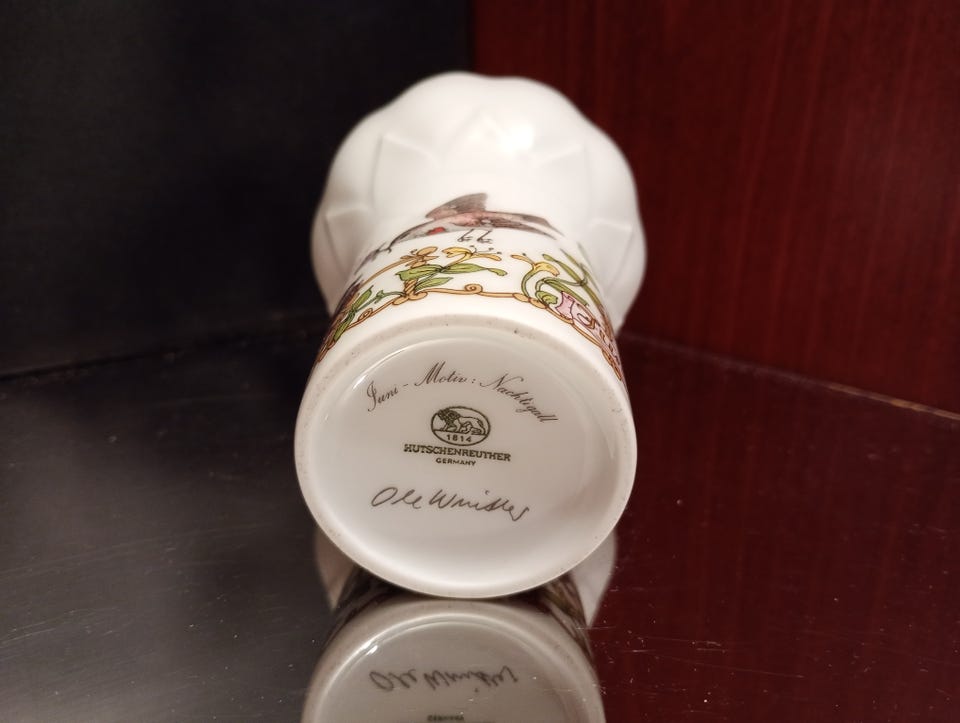 Juni - Motiv: Nachtigall
1814
HUTSCHENREUTHER
GERMANY
Ole Winther